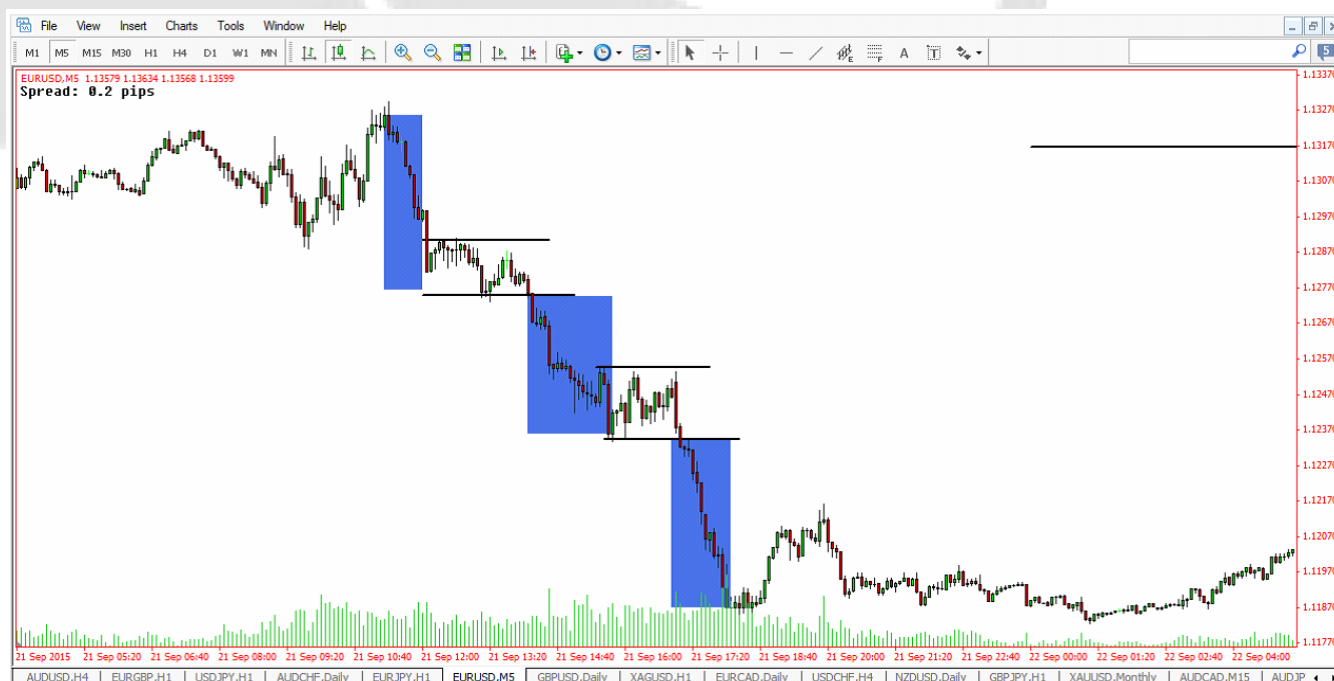 File View Insert Charts Tools Window Help
M1 M5 M15 M30 H1 H4 D1 W1 MN A T 5
EURUSD,M5 1.13579 1.13634 1.13568 1.13599
Spread: 0.2 pips
1.13370
1.13270
1.13170
1.13070
1.12970
1.12870
1.12770
1.12670
1.12570
1.12470
1.12370
1.12270
1.12170
1.12070
1.11970
1.11870
1.11770
21 Sep 2015 21 Sep 05:20 21 Sep 06:40 21 Sep 08:00 21 Sep 09:20 21 Sep 10:40 21 Sep 12:00 21 Sep 13:20 21 Sep 14:40 21 Sep 16:00 21 Sep 17:20 21 Sep 18:40 21 Sep 20:00 21 Sep 21:20 21 Sep 22:40 22 Sep 00:00 22 Sep 01:20 22 Sep 02:40 22 Sep 04:00
AUDUSD,H4 EURGBP,H1 USDJPY,H1 AUDCHF,Daily EURJPY,H1 EURUSD,M5 GBPUSD,Daily XAGUSD,H1 EURCAD,Daily USDCHF,H4 NZDUSD,Daily GBPJPY,H1 XAUUSD,Monthly AUDCAD,M15 AUDJP